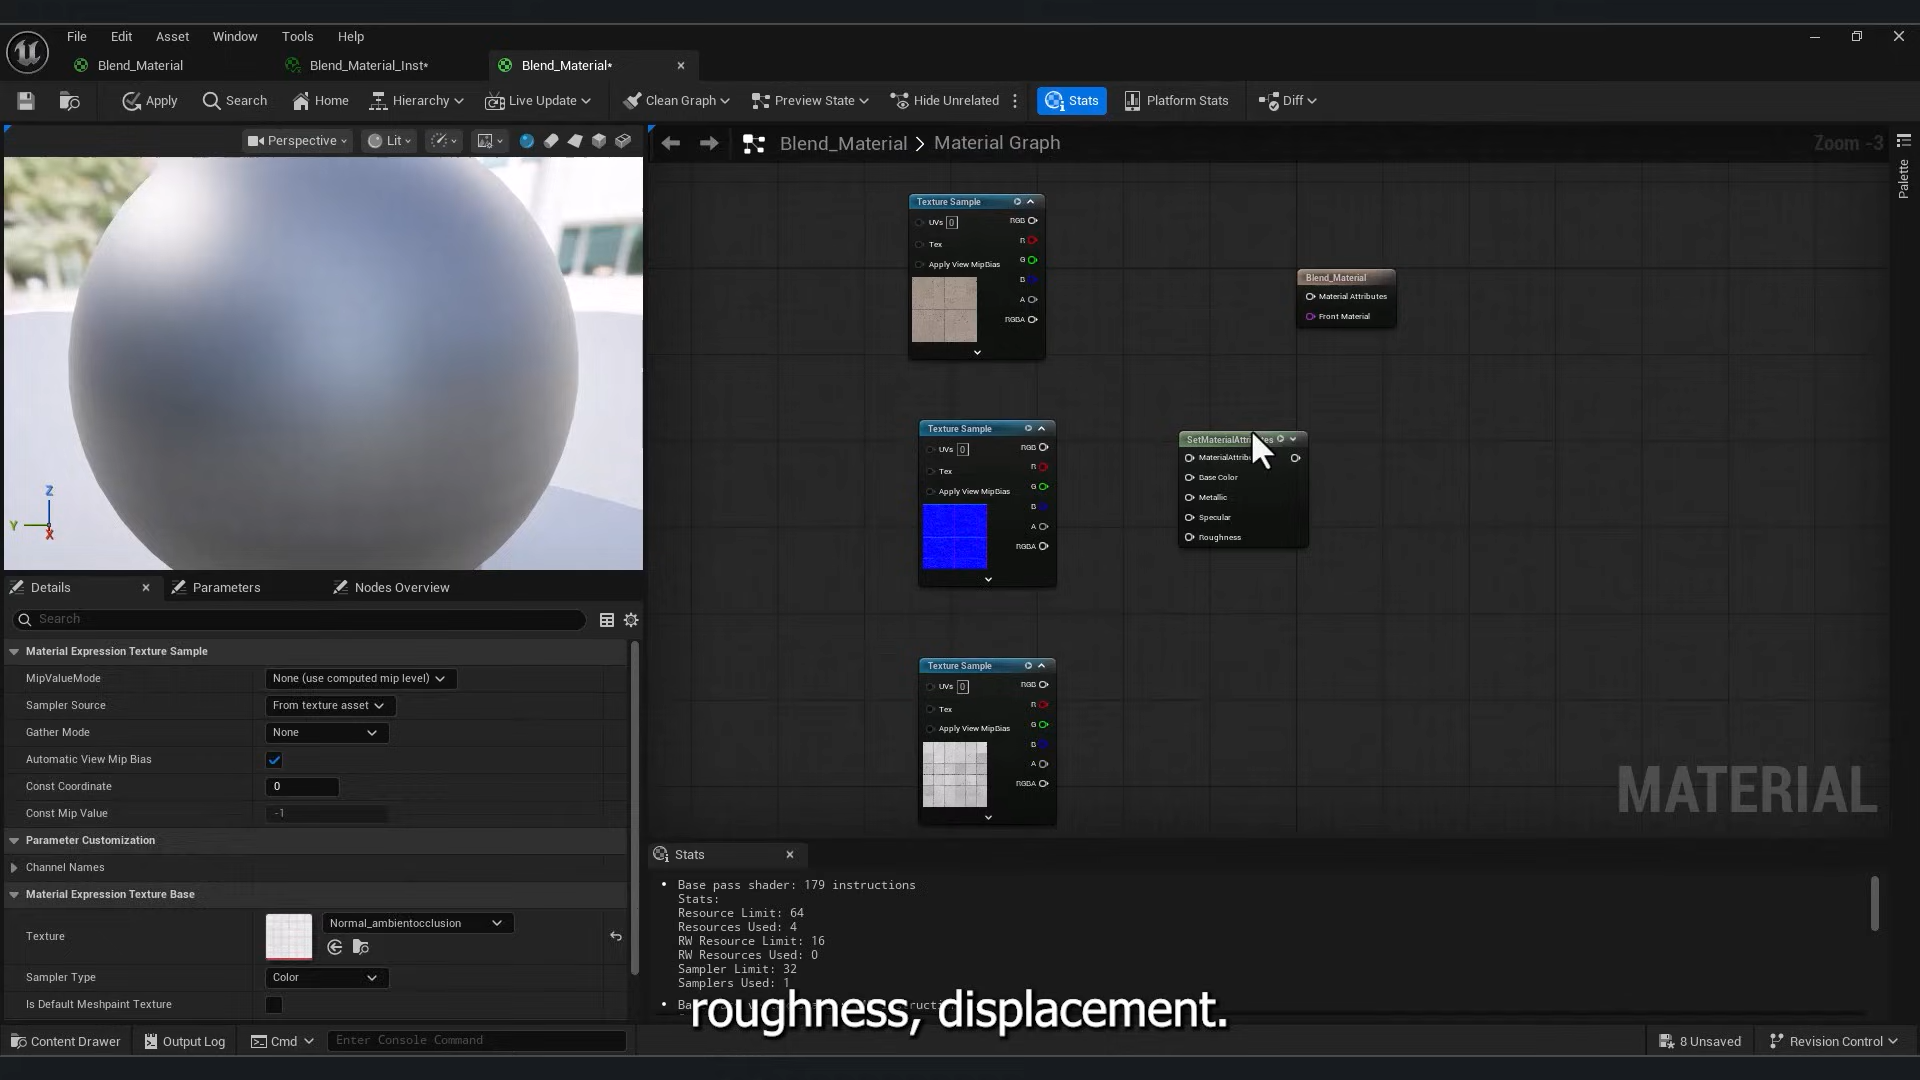 File Edit Asset Window Tools Help
Blend_Material Blend_Material_Inst* Blend_Material*
Apply Search Home Hierarchy Live Update Clean Graph Preview State Hide Unrelated Stats Platform Stats Diff
Perspective Lit
Blend_Material > Material Graph
Zoom -3
Palette
Texture Sample
UVs 0 RGB
R
Tex
G
Apply View MipBias
B
A
RGBA
Blend_Material
Material Attributes
Front Material
Texture Sample
UVs 0 RGB
R
Tex
G
Apply View MipBias
B
A
RGBA
SetMaterialAttributes
MaterialAttribu
Base Color
Metallic
Specular
Roughness
Texture Sample
UVs 0 RGB
R
Tex
G
Apply View MipBias
B
A
RGBA
MATERIAL
Z
Y
X
Details Parameters Nodes Overview
Search
Material Expression Texture Sample
MipValueMode None (use computed mip level)
Sampler Source From texture asset
Gather Mode None
Automatic View Mip Bias
Const Coordinate 0
Const Mip Value -1
Parameter Customization
Channel Names
Material Expression Texture Base
Texture Normal_ambientocclusion
Sampler Type Color
Is Default Meshpaint Texture
Stats
Base pass shader: 179 instructions
Stats:
Resource Limit: 64
Resources Used: 4
RW Resource Limit: 16
RW Resources Used: 0
Sampler Limit: 32
Samplers Used: 1
roughness, displacement.
Content Drawer Output Log Cmd Enter Console Command 8 Unsaved Revision Control